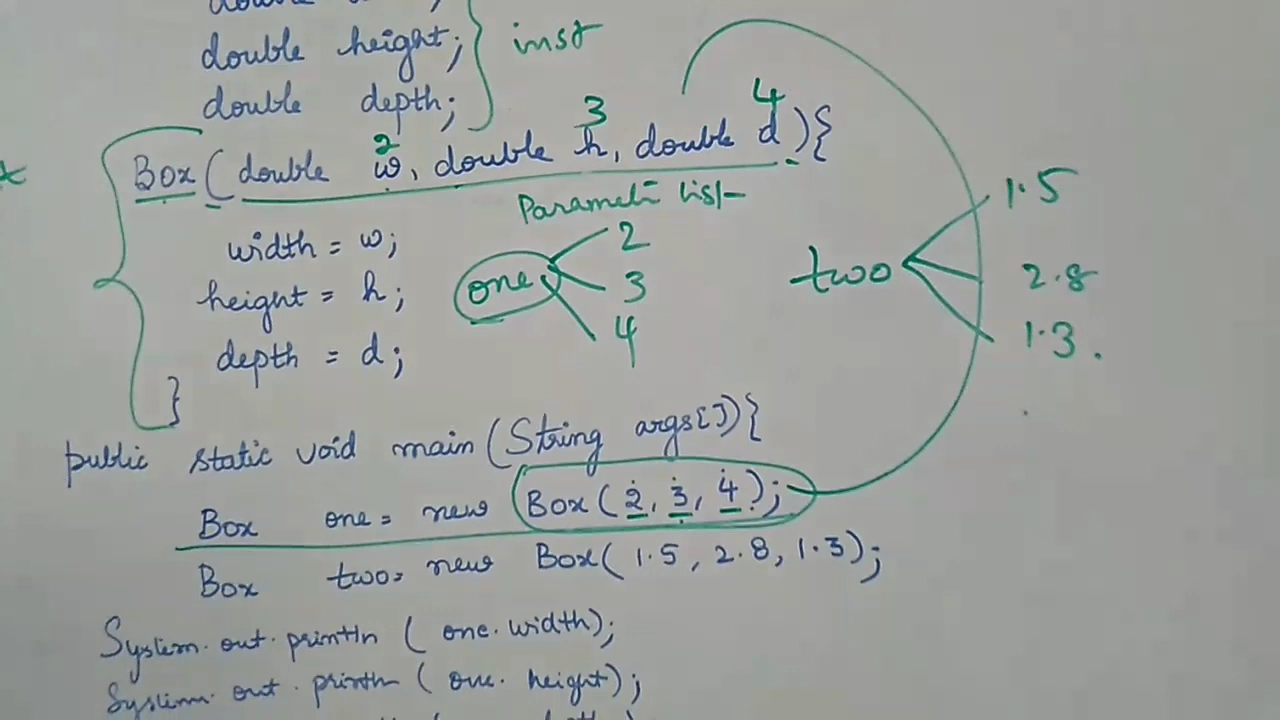 double height; } inst
double depth;
2 3 4
Box(double w, double h, double d){
width = w;
height = h;
depth = d;
}
one
2
3
4
two
1.5
2.8
1.3.
public static void main(String args[]){
Box one= new Box(2, 3, 4);
Box two= new Box(1.5, 2.8, 1.3);
System.out.println(one.width);
System.out.println(one.height);